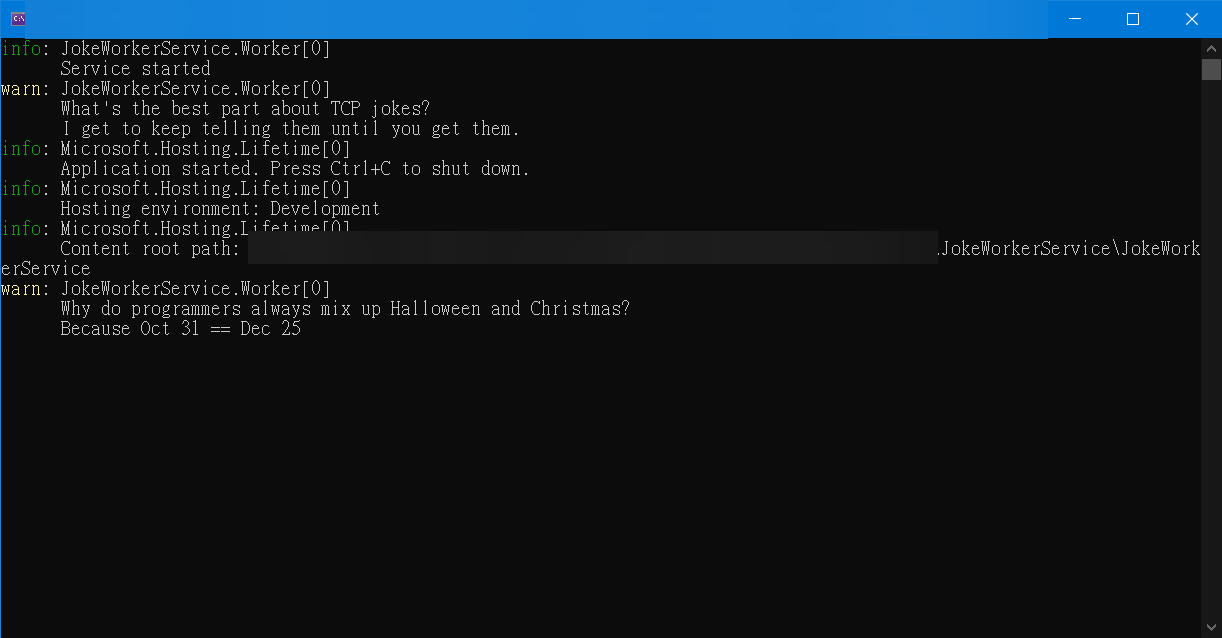 info: JokeWorkerService.Worker[0]
Service started
warn: JokeWorkerService.Worker[0]
What's the best part about TCP jokes?
I get to keep telling them until you get them.
info: Microsoft.Hosting.Lifetime[0]
Application started. Press Ctrl+C to shut down.
info: Microsoft.Hosting.Lifetime[0]
Hosting environment: Development
info: Microsoft.Hosting.Lifetime[0]
Content root path: JokeWorkerService\JokeWork
erService
warn: JokeWorkerService.Worker[0]
Why do programmers always mix up Halloween and Christmas?
Because Oct 31 == Dec 25